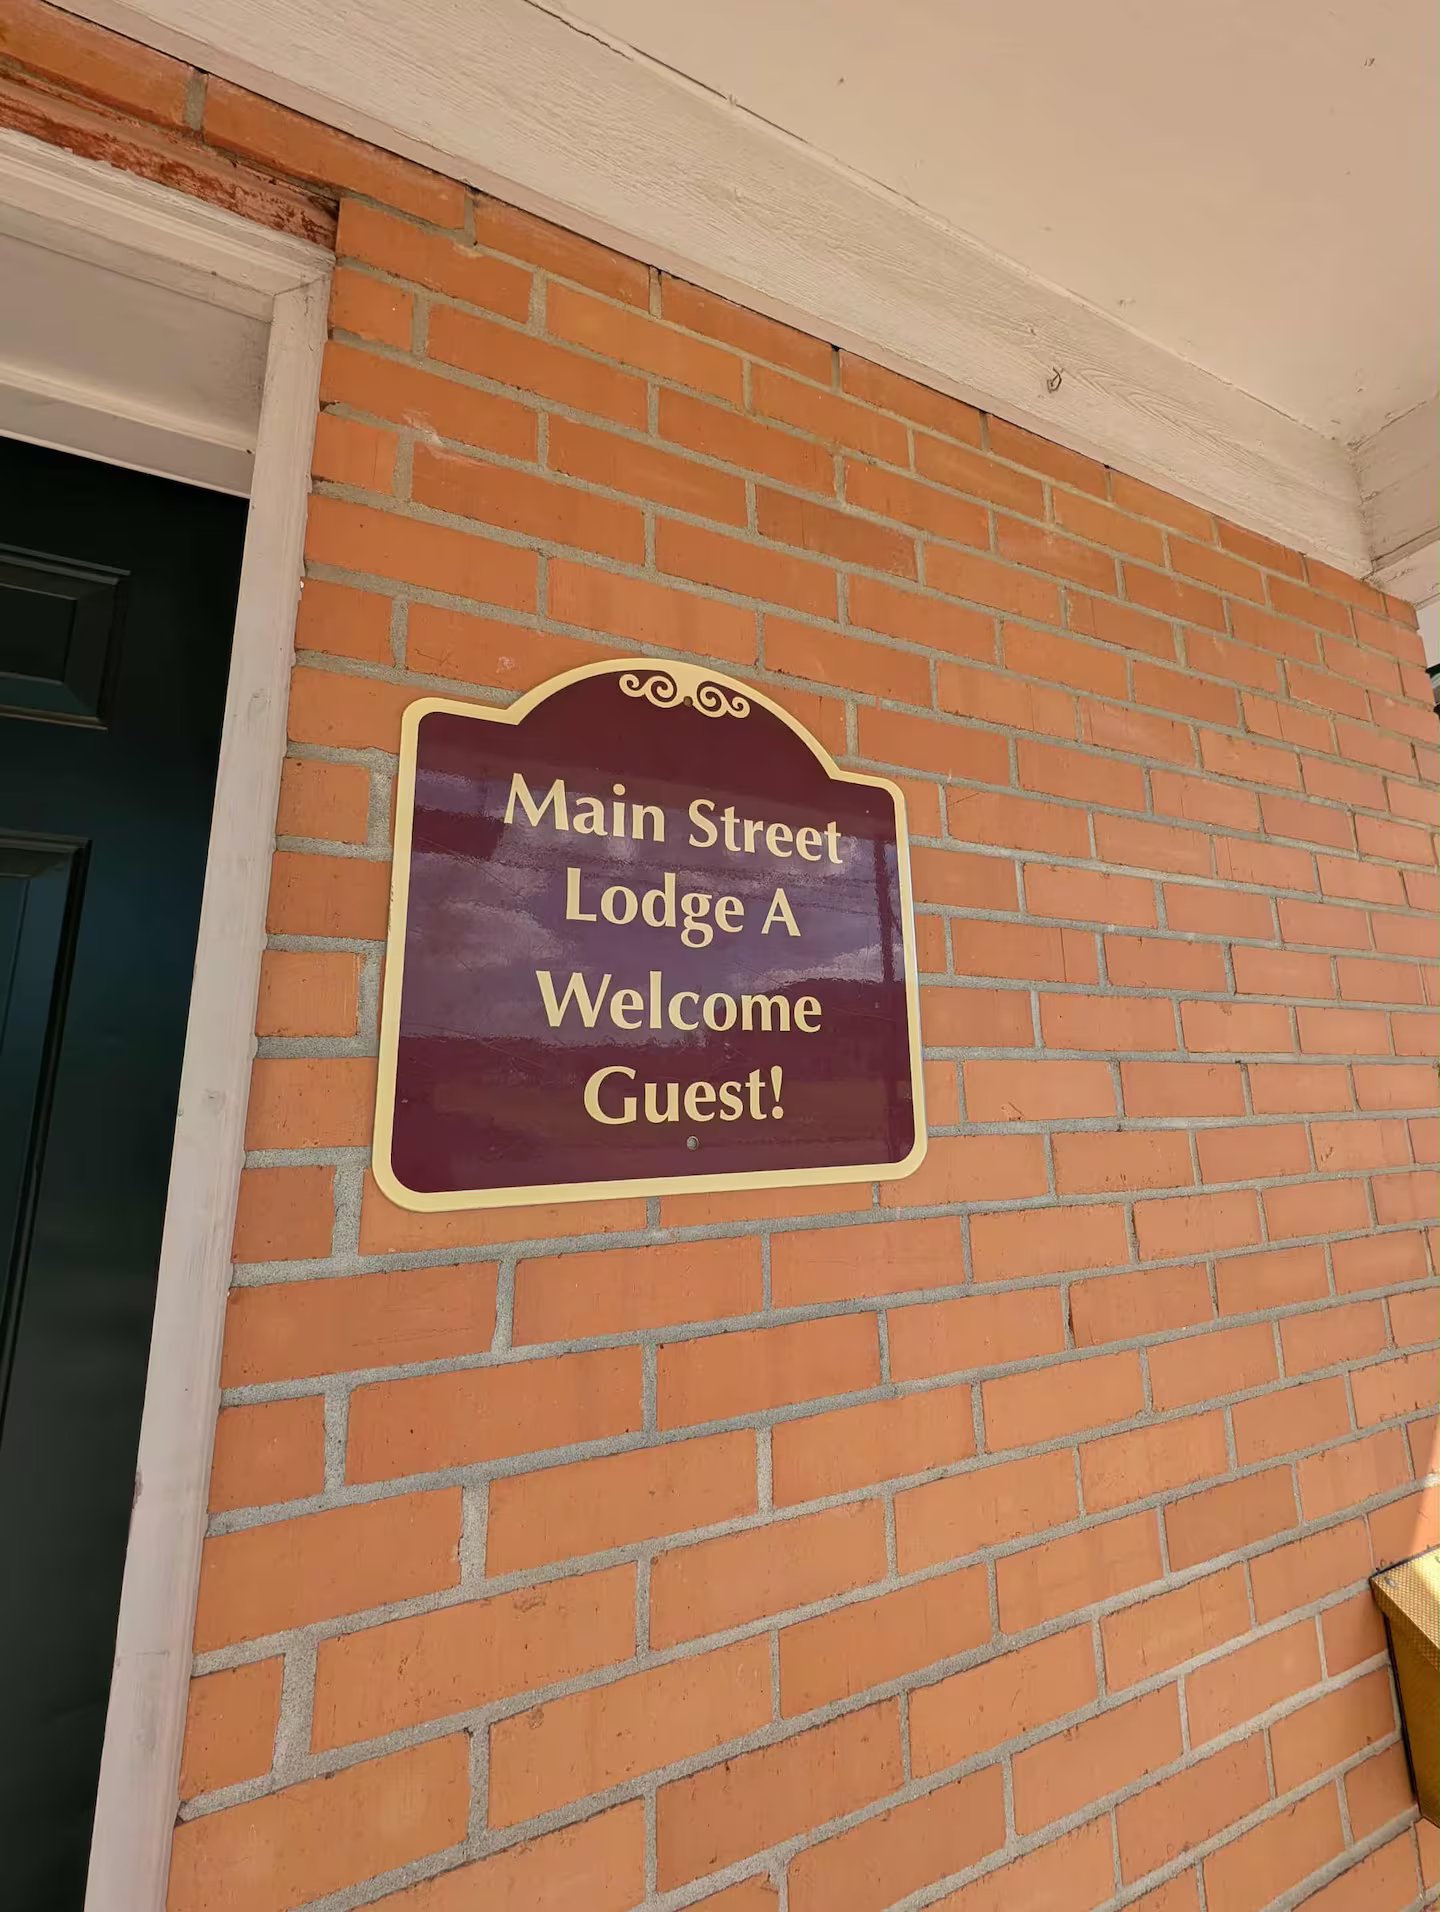 Main Street
Lodge A
Welcome
Guest!